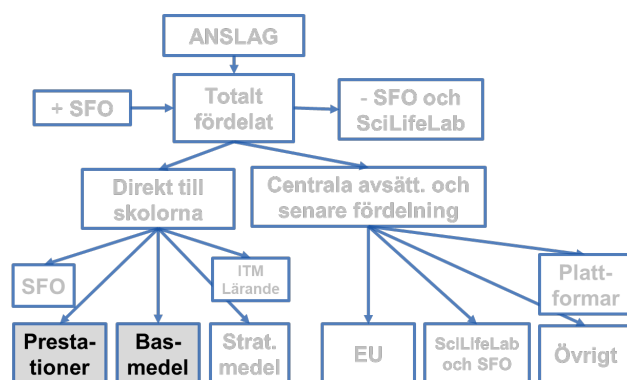 ANSLAG
+ SFO
Totalt
fördelat
- SFO och
SciLifeLab
Direkt till
skolorna
Centrala avsätt. och
senare fördelning
SFO
ITM
Lärande
Platt-
formar
Presta-
tioner
Bas-
medel
Strat.
medel
EU
SciLifeLab
och SFO
Övrigt